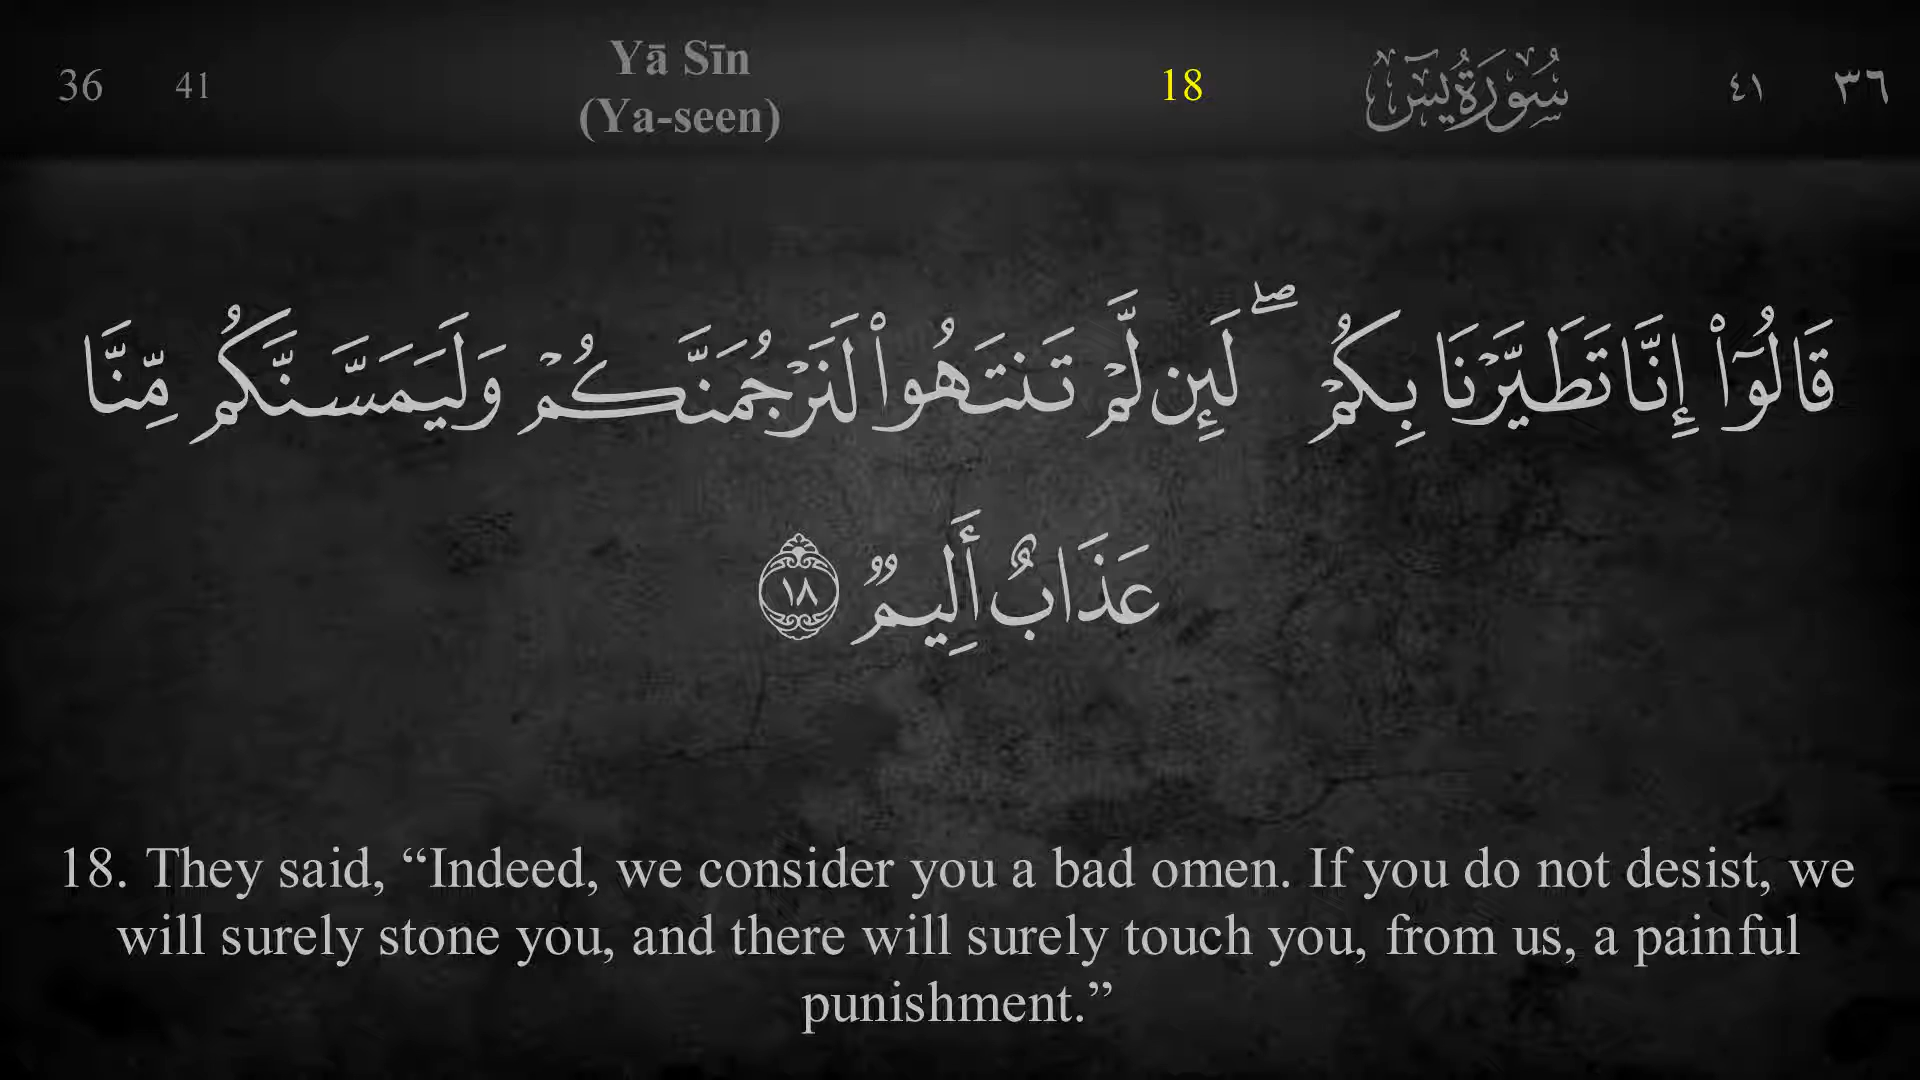 36 41 Yā Sīn 18 سُورَةُ يسٓ ٤١ ٣٦
(Ya-seen)
قَالُوٓا۟ إِنَّا تَطَيَّرْنَا بِكُمْ ۖ لَئِن لَّمْ تَنتَهُوا۟ لَنَرْجُمَنَّكُمْ وَلَيَمَسَّنَّكُم مِّنَّا
عَذَابٌ أَلِيمٌ ١٨
18. They said, “Indeed, we consider you a bad omen. If you do not desist, we
will surely stone you, and there will surely touch you, from us, a painful
punishment.”